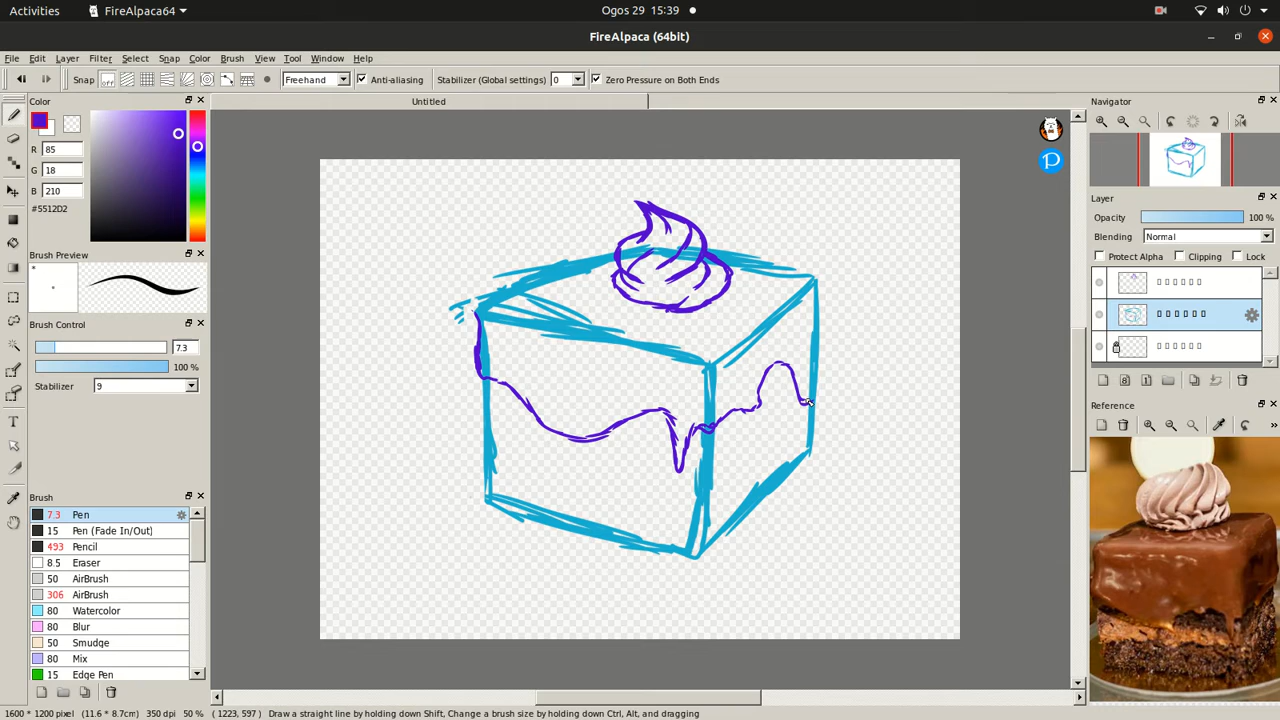 Activities FireAlpaca64 Ogos 29 15:39
FireAlpaca (64bit)
File Edit Layer Filter Select Snap Color Brush View Tool Window Help
Snap off Freehand Anti-aliasing Stabilizer (Global settings) 0 Zero Pressure on Both Ends
Color
Untitled
Navigator
R 85
G 18
B 210
#5512D2
Layer
Opacity 100 %
Blending Normal
Protect Alpha Clipping Lock
Brush Preview
*
Brush Control
7.3
100 %
Stabilizer 9
8 1
Reference
Brush
7.3 Pen
15 Pen (Fade In/Out)
493 Pencil
8.5 Eraser
50 AirBrush
306 AirBrush
80 Watercolor
80 Blur
50 Smudge
80 Mix
15 Edge Pen
1600 * 1200 pixel (11.6 * 8.7cm) 350 dpi 50 % ( 1223, 597 ) Draw a straight line by holding down Shift, Change a brush size by holding down Ctrl, Alt, and dragging